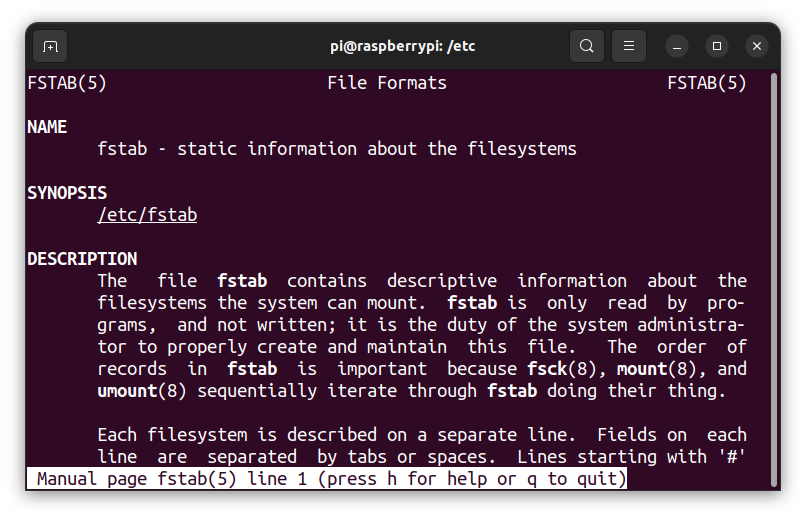 pi@raspberrypi: /etc
FSTAB(5) File Formats FSTAB(5)
NAME
fstab - static information about the filesystems
SYNOPSIS
/etc/fstab
DESCRIPTION
The file fstab contains descriptive information about the
filesystems the system can mount. fstab is only read by pro-
grams, and not written; it is the duty of the system administra-
tor to properly create and maintain this file. The order of
records in fstab is important because fsck(8), mount(8), and
umount(8) sequentially iterate through fstab doing their thing.
Each filesystem is described on a separate line. Fields on each
line are separated by tabs or spaces. Lines starting with '#'
Manual page fstab(5) line 1 (press h for help or q to quit)